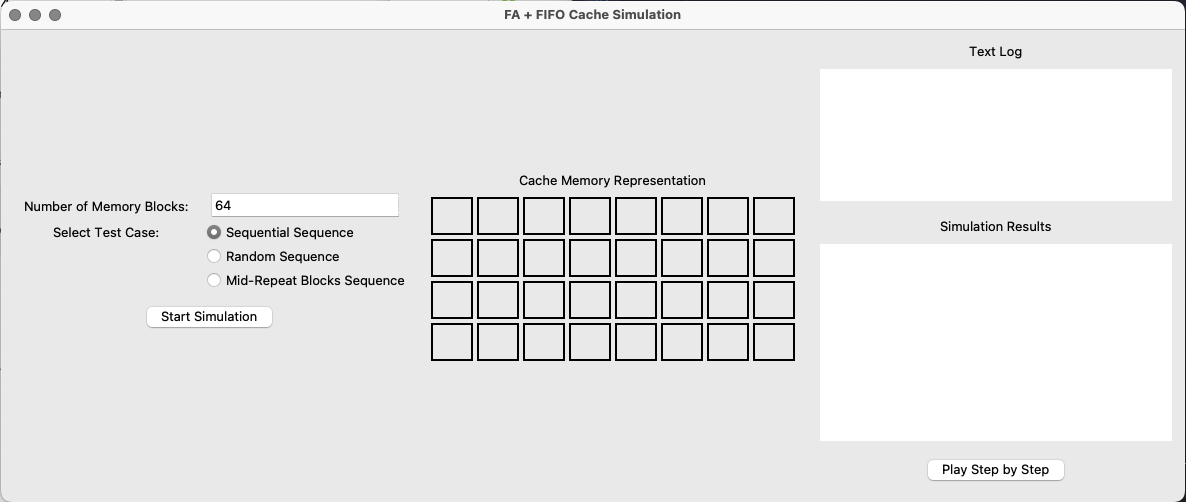 FA + FIFO Cache Simulation
Number of Memory Blocks:
64
Select Test Case:
Sequential Sequence
Random Sequence
Mid-Repeat Blocks Sequence
Start Simulation
Cache Memory Representation
Text Log
Simulation Results
Play Step by Step